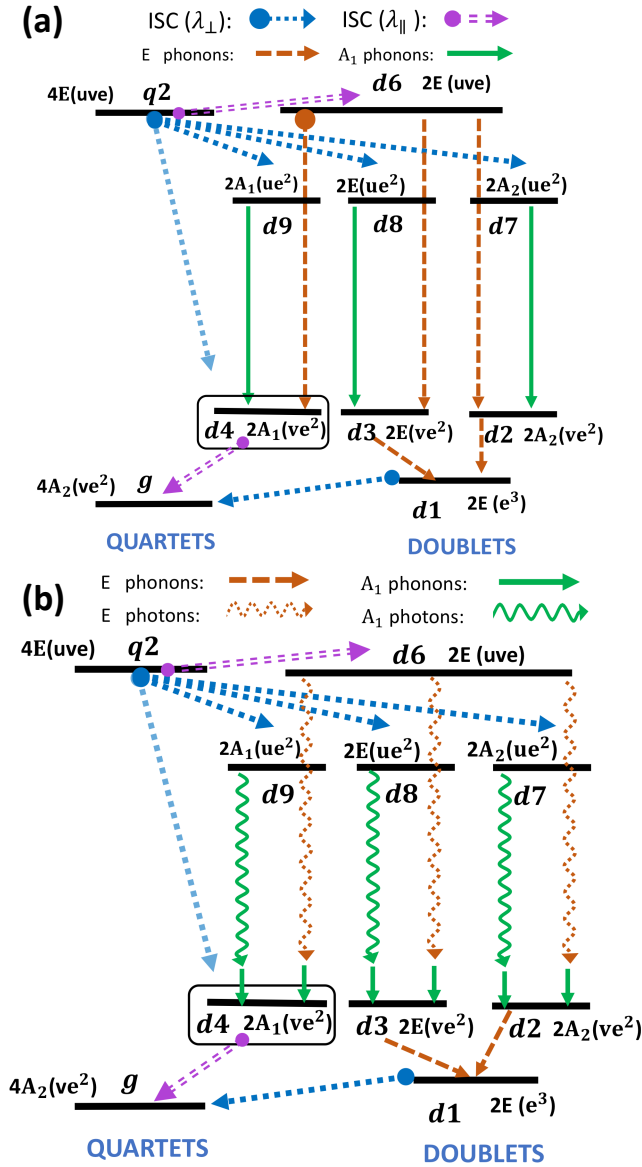 (a)
ISC (λ⊥):
ISC (λ∥) :
E phonons:
A₁ phonons:
4E(uve)
q2
d6 2E (uve)
2A₁(ue²)
2E(ue²)
2A₂(ue²)
d9
d8
d7
d4 2A₁(ve²)
d3 2E(ve²)
d2 2A₂(ve²)
4A₂(ve²)
g
d1 2E (e³)
QUARTETS
DOUBLETS
(b)
E phonons:
A₁ phonons:
E photons:
A₁ photons:
4E(uve)
q2
d6 2E (uve)
2A₁(ue²)
2E(ue²)
2A₂(ue²)
d9
d8
d7
d4 2A₁(ve²)
d3 2E(ve²)
d2 2A₂(ve²)
4A₂(ve²)
g
d1 2E (e³)
QUARTETS
DOUBLETS